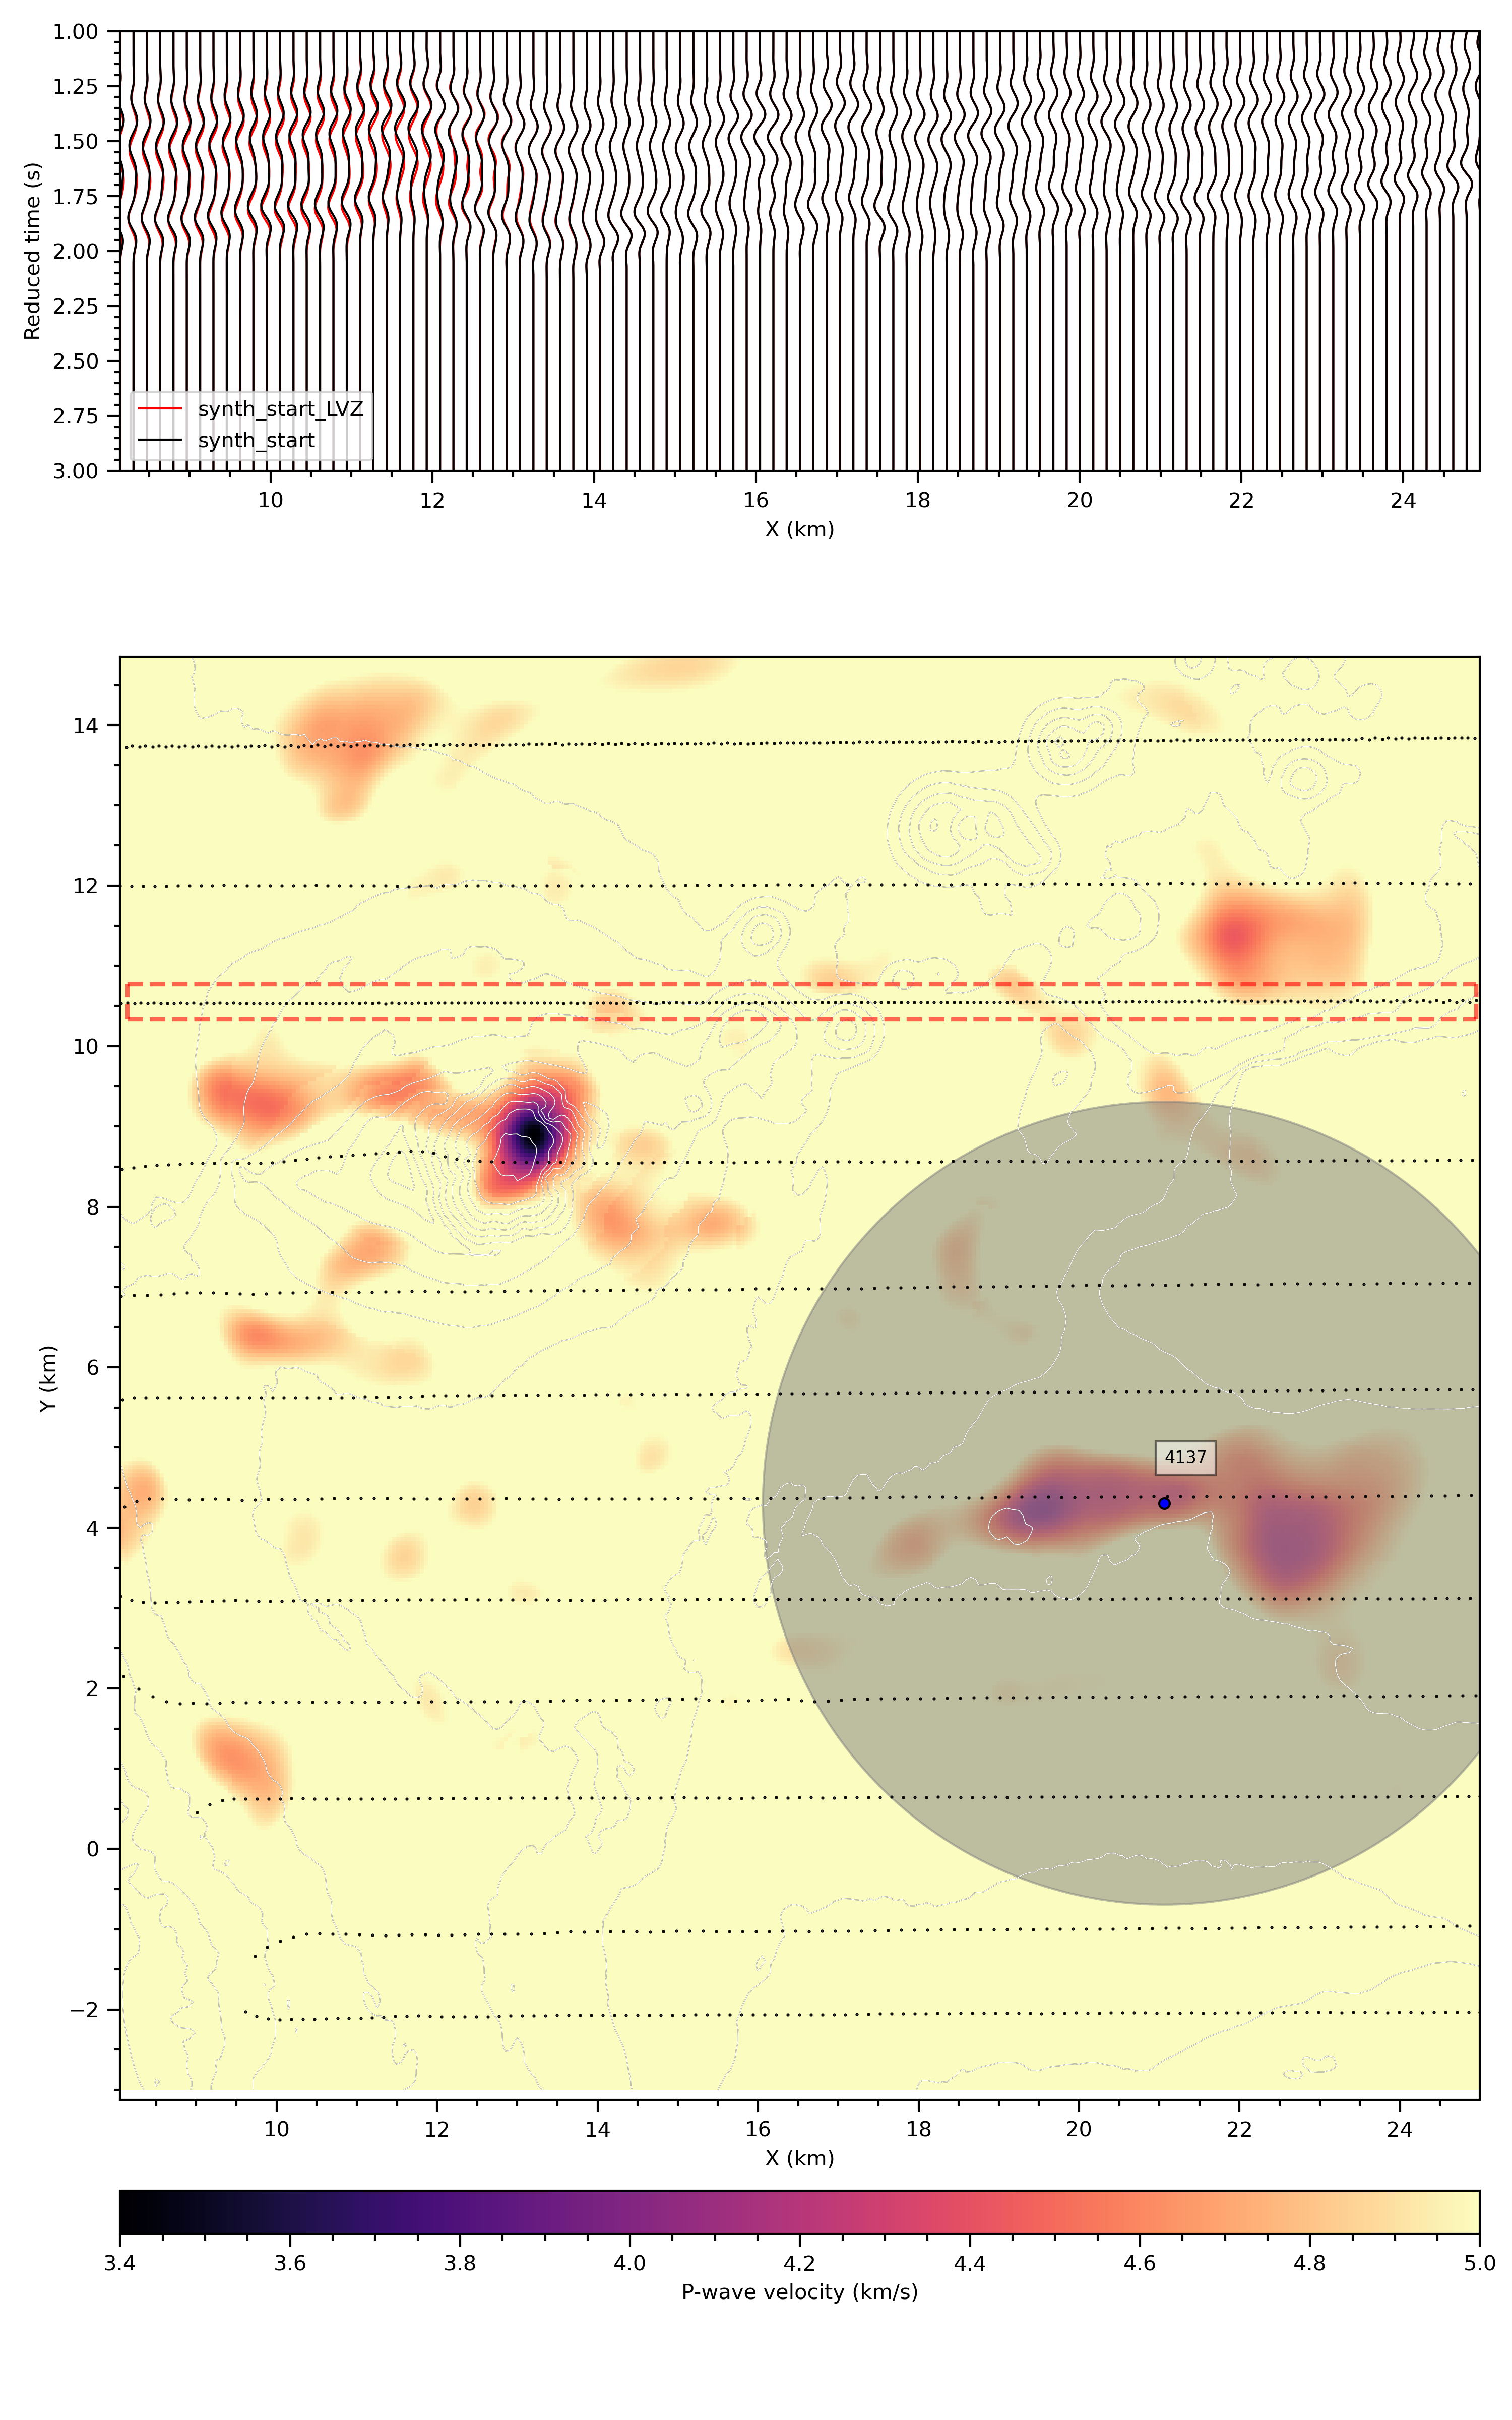 1.00
1.25
1.50
1.75
2.00
2.25
2.50
2.75
3.00
Reduced time (s)
synth_start_LVZ
synth_start
10 12 14 16 18 20 22 24
X (km)
14
12
10
8
6
4
2
0
−2
Y (km)
4137
10 12 14 16 18 20 22 24
X (km)
3.4 3.6 3.8 4.0 4.2 4.4 4.6 4.8 5.0
P-wave velocity (km/s)